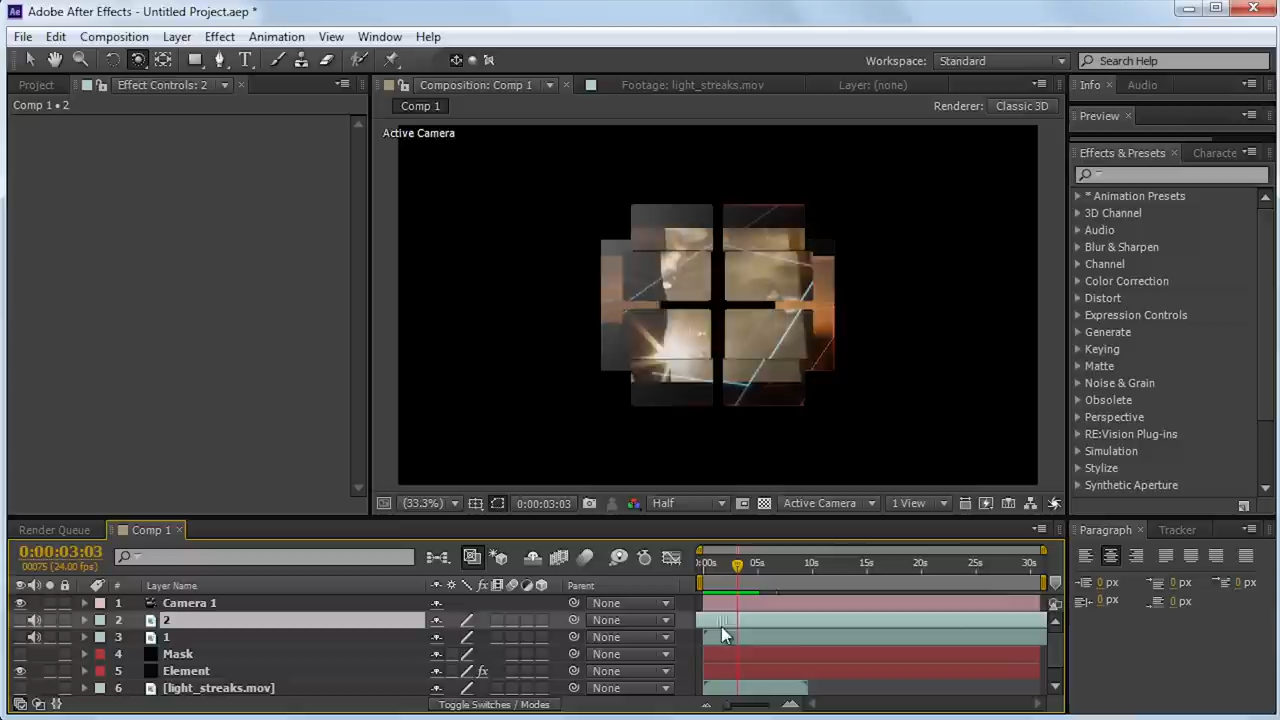 Adobe After Effects - Untitled Project.aep *
File Edit Composition Layer Effect Animation View Window Help
Workspace: Standard Search Help
Project Effect Controls: 2 Composition: Comp 1 Footage: light_streaks.mov Layer: (none) Info Audio
Comp 1 • 2 Comp 1 Renderer: Classic 3D
Preview
Active Camera
Effects & Presets Characte
* Animation Presets
3D Channel
Audio
Blur & Sharpen
Channel
Color Correction
Distort
Expression Controls
Generate
Keying
Matte
Noise & Grain
Obsolete
Perspective
RE:Vision Plug-ins
Simulation
Stylize
Synthetic Aperture
(33.3%) 0:00:03:03 Half Active Camera 1 View
Render Queue Comp 1 Paragraph Tracker
0:00:03:03
00075 (24.00 fps)
:00s 05s 10s 15s 20s 25s 30s
# Layer Name fx Parent
0 px 0 px 0 px
0 px 0 px
1 Camera 1 None
2 2 None
3 1 None
4 Mask None
5 Element fx None
6 [light_streaks.mov] None
Toggle Switches / Modes